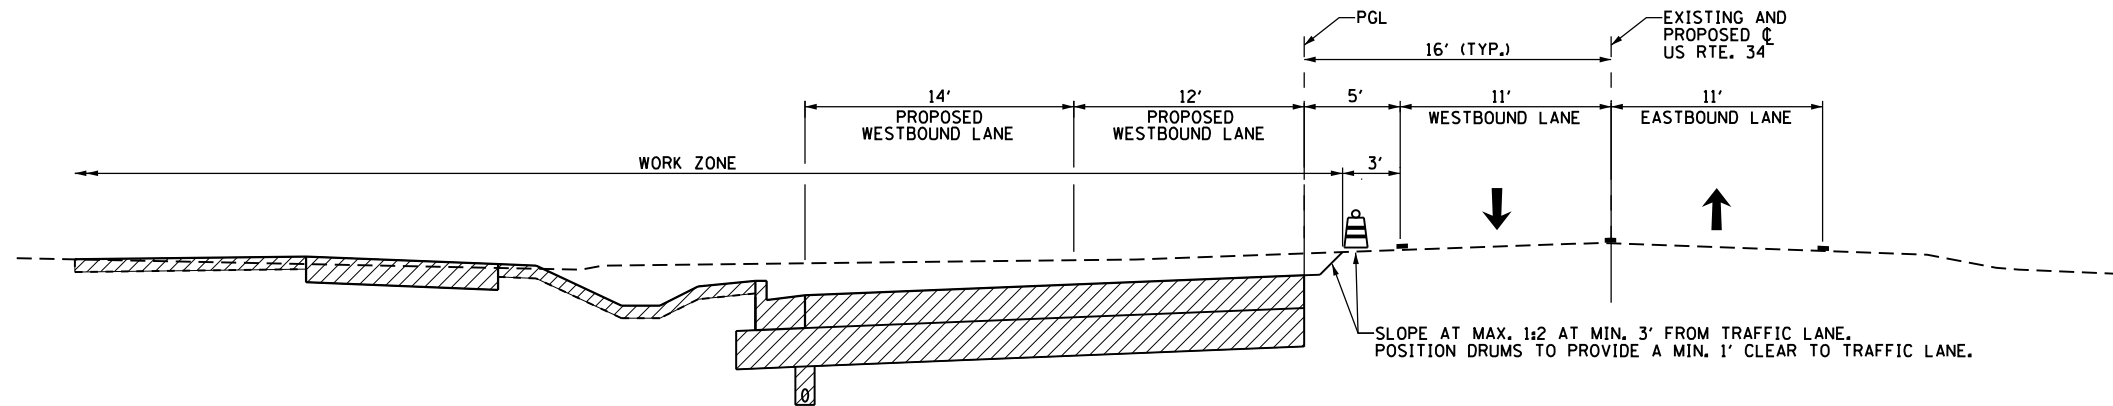 PGL
EXISTING AND
PROPOSED ℄
US RTE. 34
16' (TYP.)
14'
PROPOSED
WESTBOUND LANE
12'
PROPOSED
WESTBOUND LANE
5'
11'
WESTBOUND LANE
11'
EASTBOUND LANE
WORK ZONE
3'
SLOPE AT MAX. 1:2 AT MIN. 3' FROM TRAFFIC LANE.
POSITION DRUMS TO PROVIDE A MIN. 1' CLEAR TO TRAFFIC LANE.